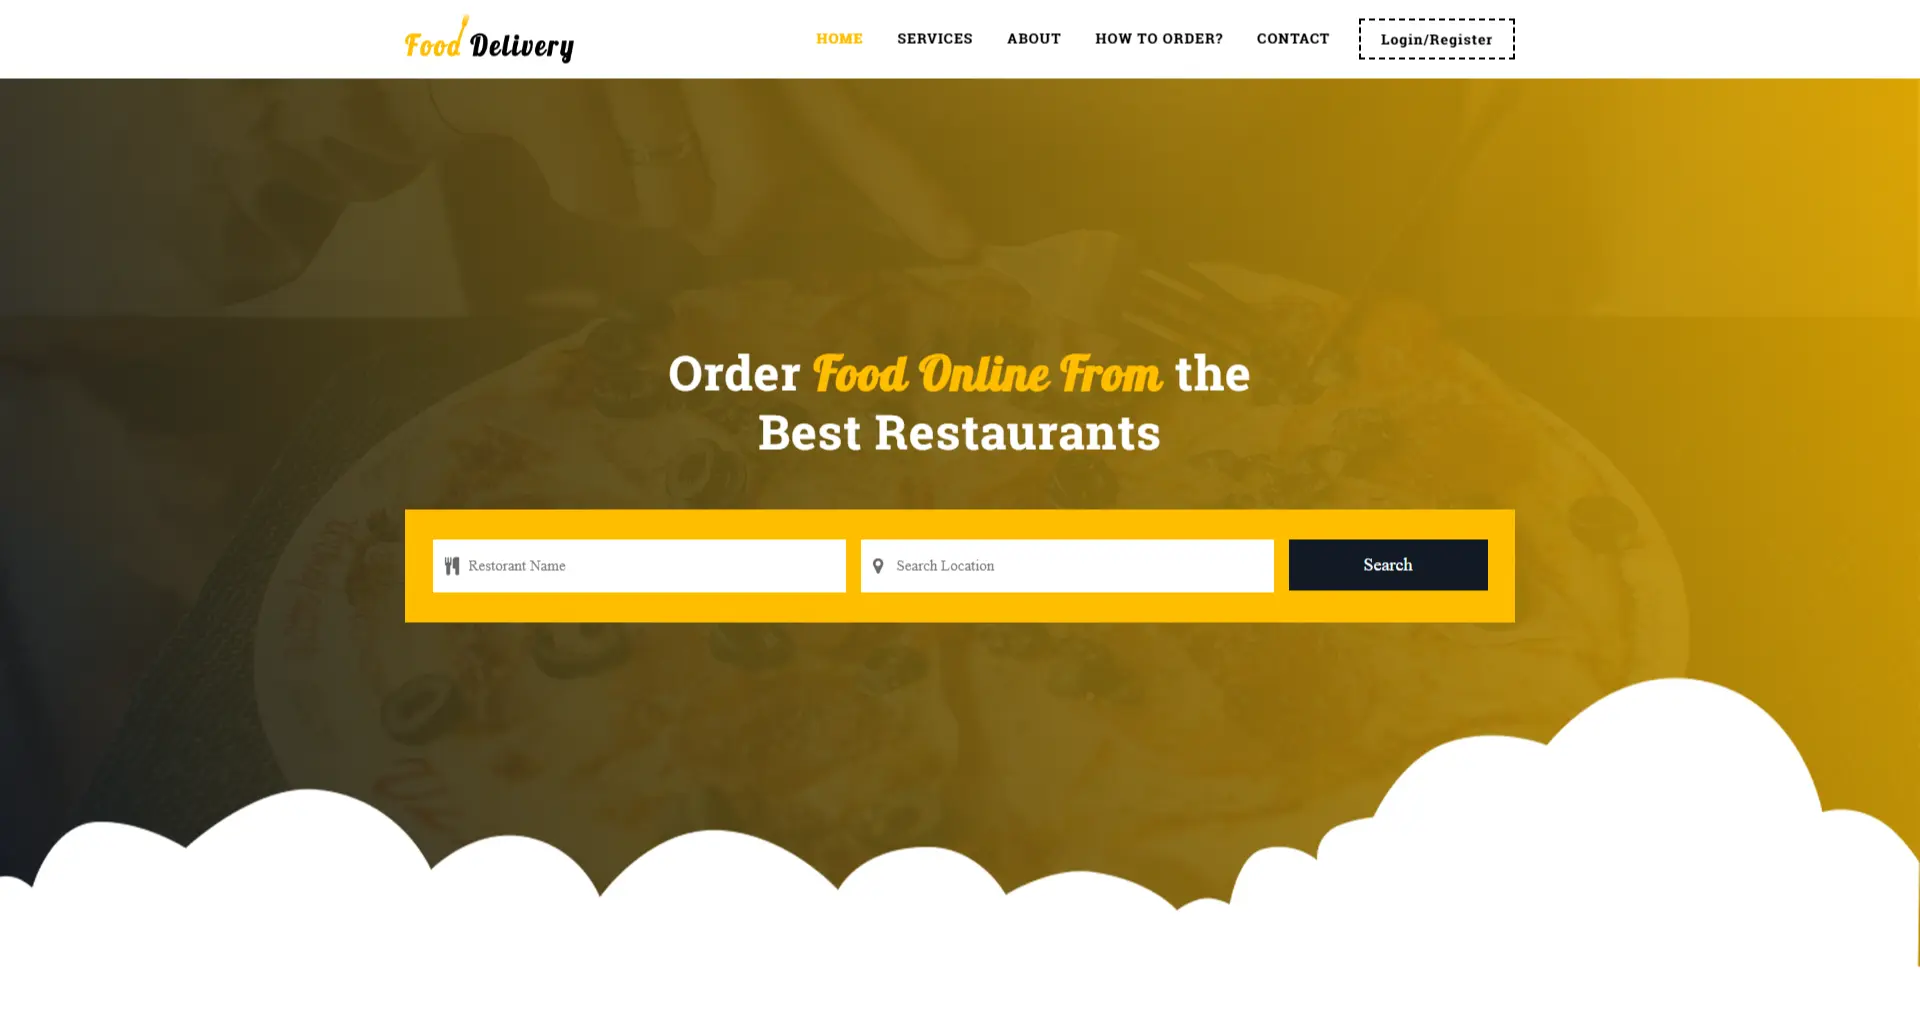 Food Delivery
HOME SERVICES ABOUT HOW TO ORDER? CONTACT Login/Register
Order Food Online From the
Best Restaurants
Restorant Name
Search Location
Search